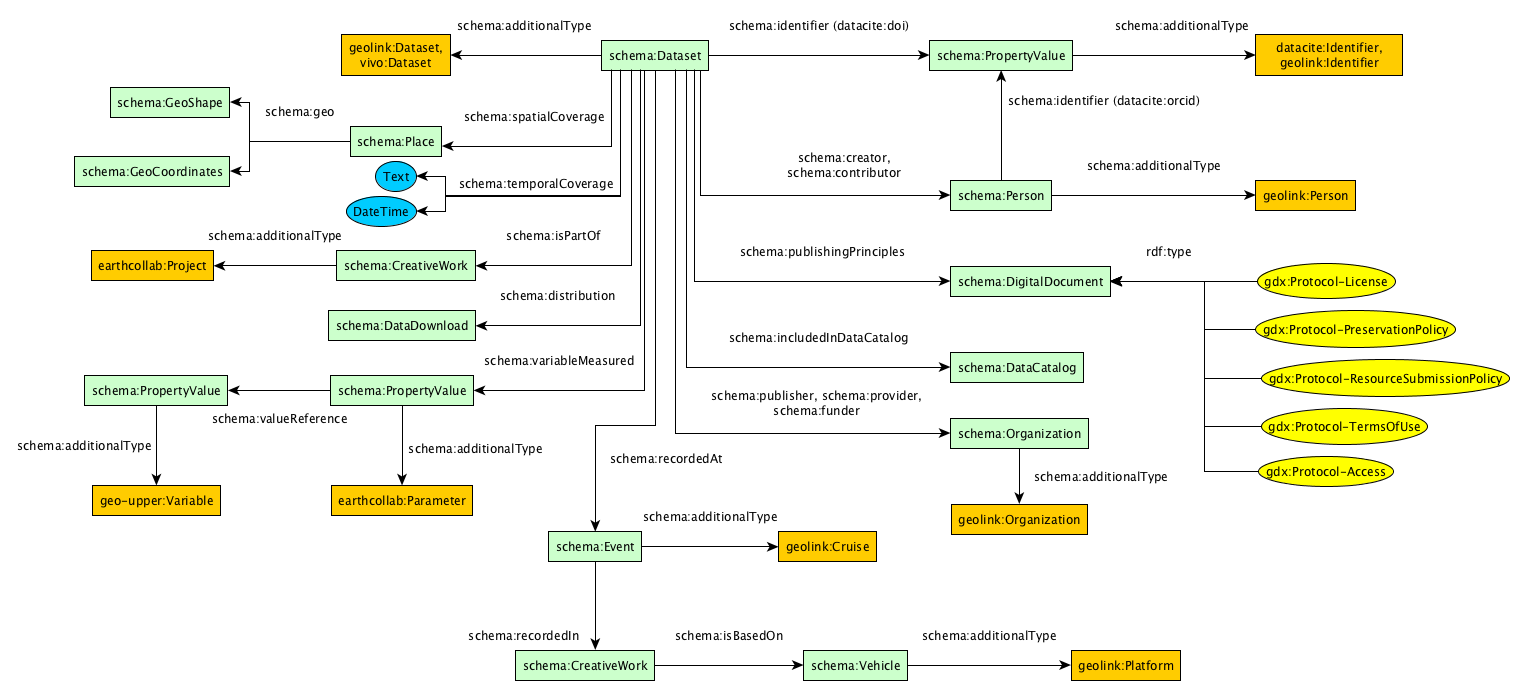 schema:additionalType
schema:identifier (datacite:doi)
schema:additionalType
geolink:Dataset,
vivo:Dataset
schema:Dataset
schema:PropertyValue
datacite:Identifier,
geolink:Identifier
schema:GeoShape
schema:geo
schema:spatialCoverage
schema:identifier (datacite:orcid)
schema:Place
schema:GeoCoordinates
Text
schema:temporalCoverage
DateTime
schema:creator,
schema:contributor
schema:additionalType
schema:Person
geolink:Person
schema:additionalType
schema:isPartOf
earthcollab:Project
schema:CreativeWork
schema:publishingPrinciples
rdf:type
schema:DigitalDocument
gdx:Protocol-License
schema:distribution
schema:DataDownload
gdx:Protocol-PreservationPolicy
schema:includedInDataCatalog
schema:DataCatalog
gdx:Protocol-ResourceSubmissionPolicy
schema:variableMeasured
schema:PropertyValue
schema:PropertyValue
schema:valueReference
schema:publisher, schema:provider,
schema:funder
schema:Organization
gdx:Protocol-TermsOfUse
schema:additionalType
schema:additionalType
schema:recordedAt
schema:additionalType
gdx:Protocol-Access
geo-upper:Variable
earthcollab:Parameter
geolink:Organization
schema:additionalType
schema:Event
geolink:Cruise
schema:recordedIn
schema:isBasedOn
schema:additionalType
schema:CreativeWork
schema:Vehicle
geolink:Platform